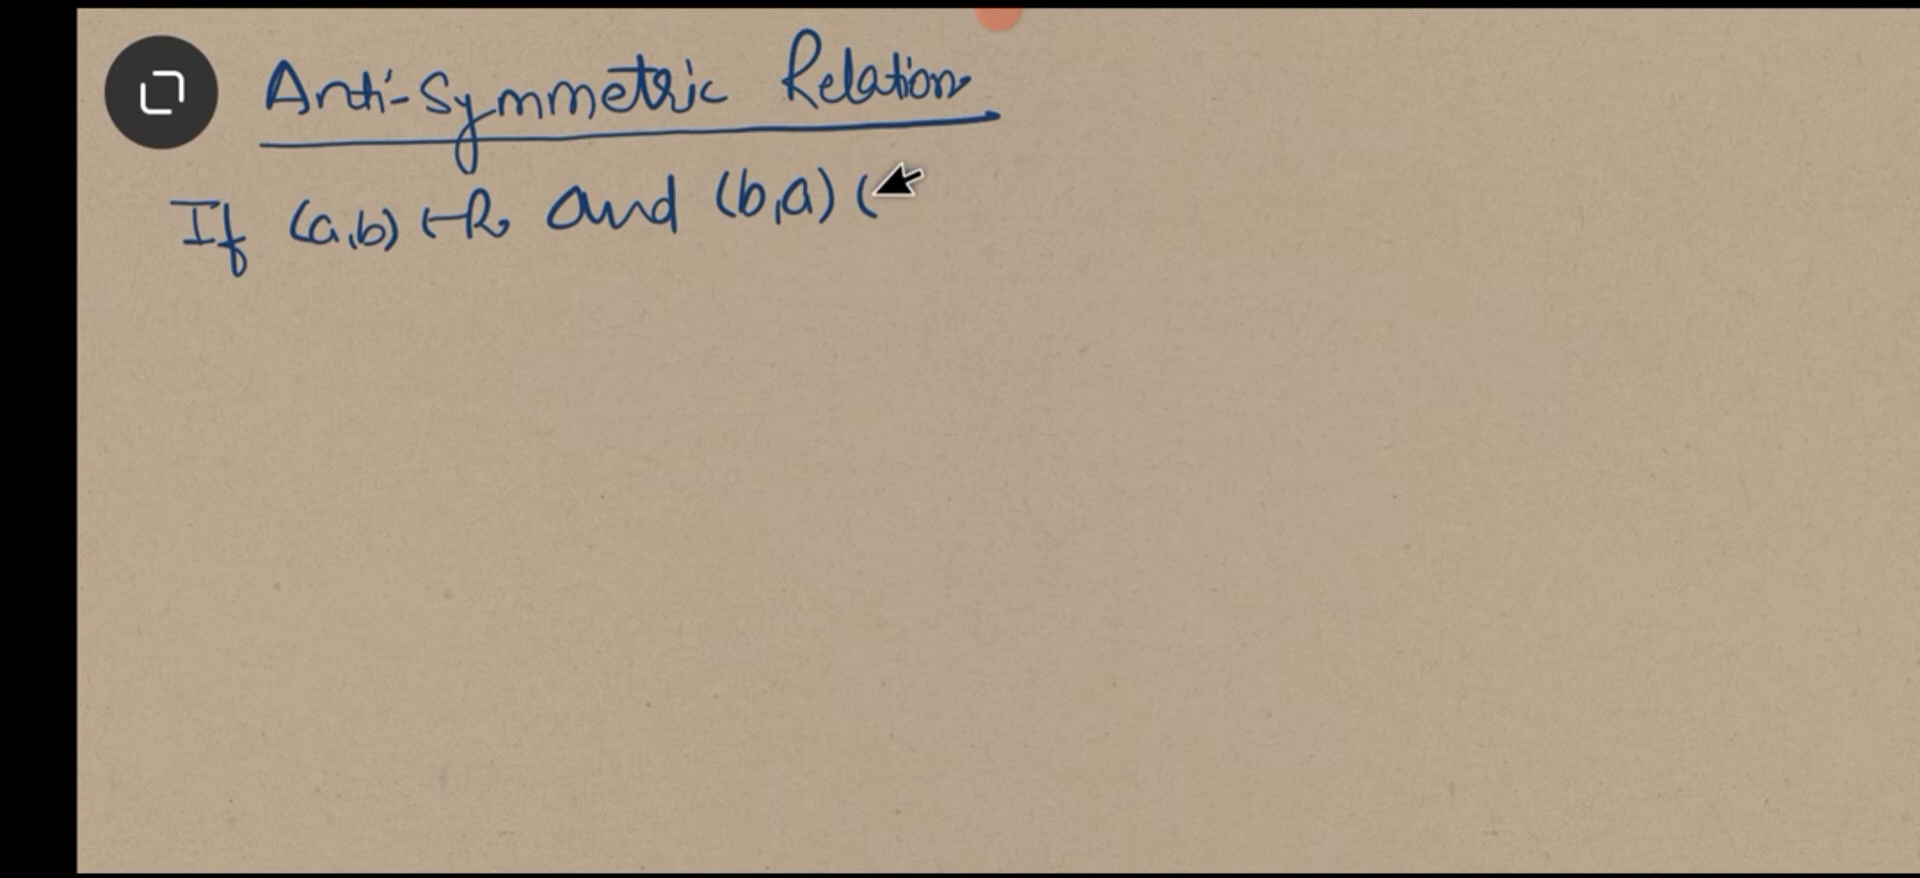 Anti-Symmetric Relation
If (a,b) ∈ R and (b,a) (